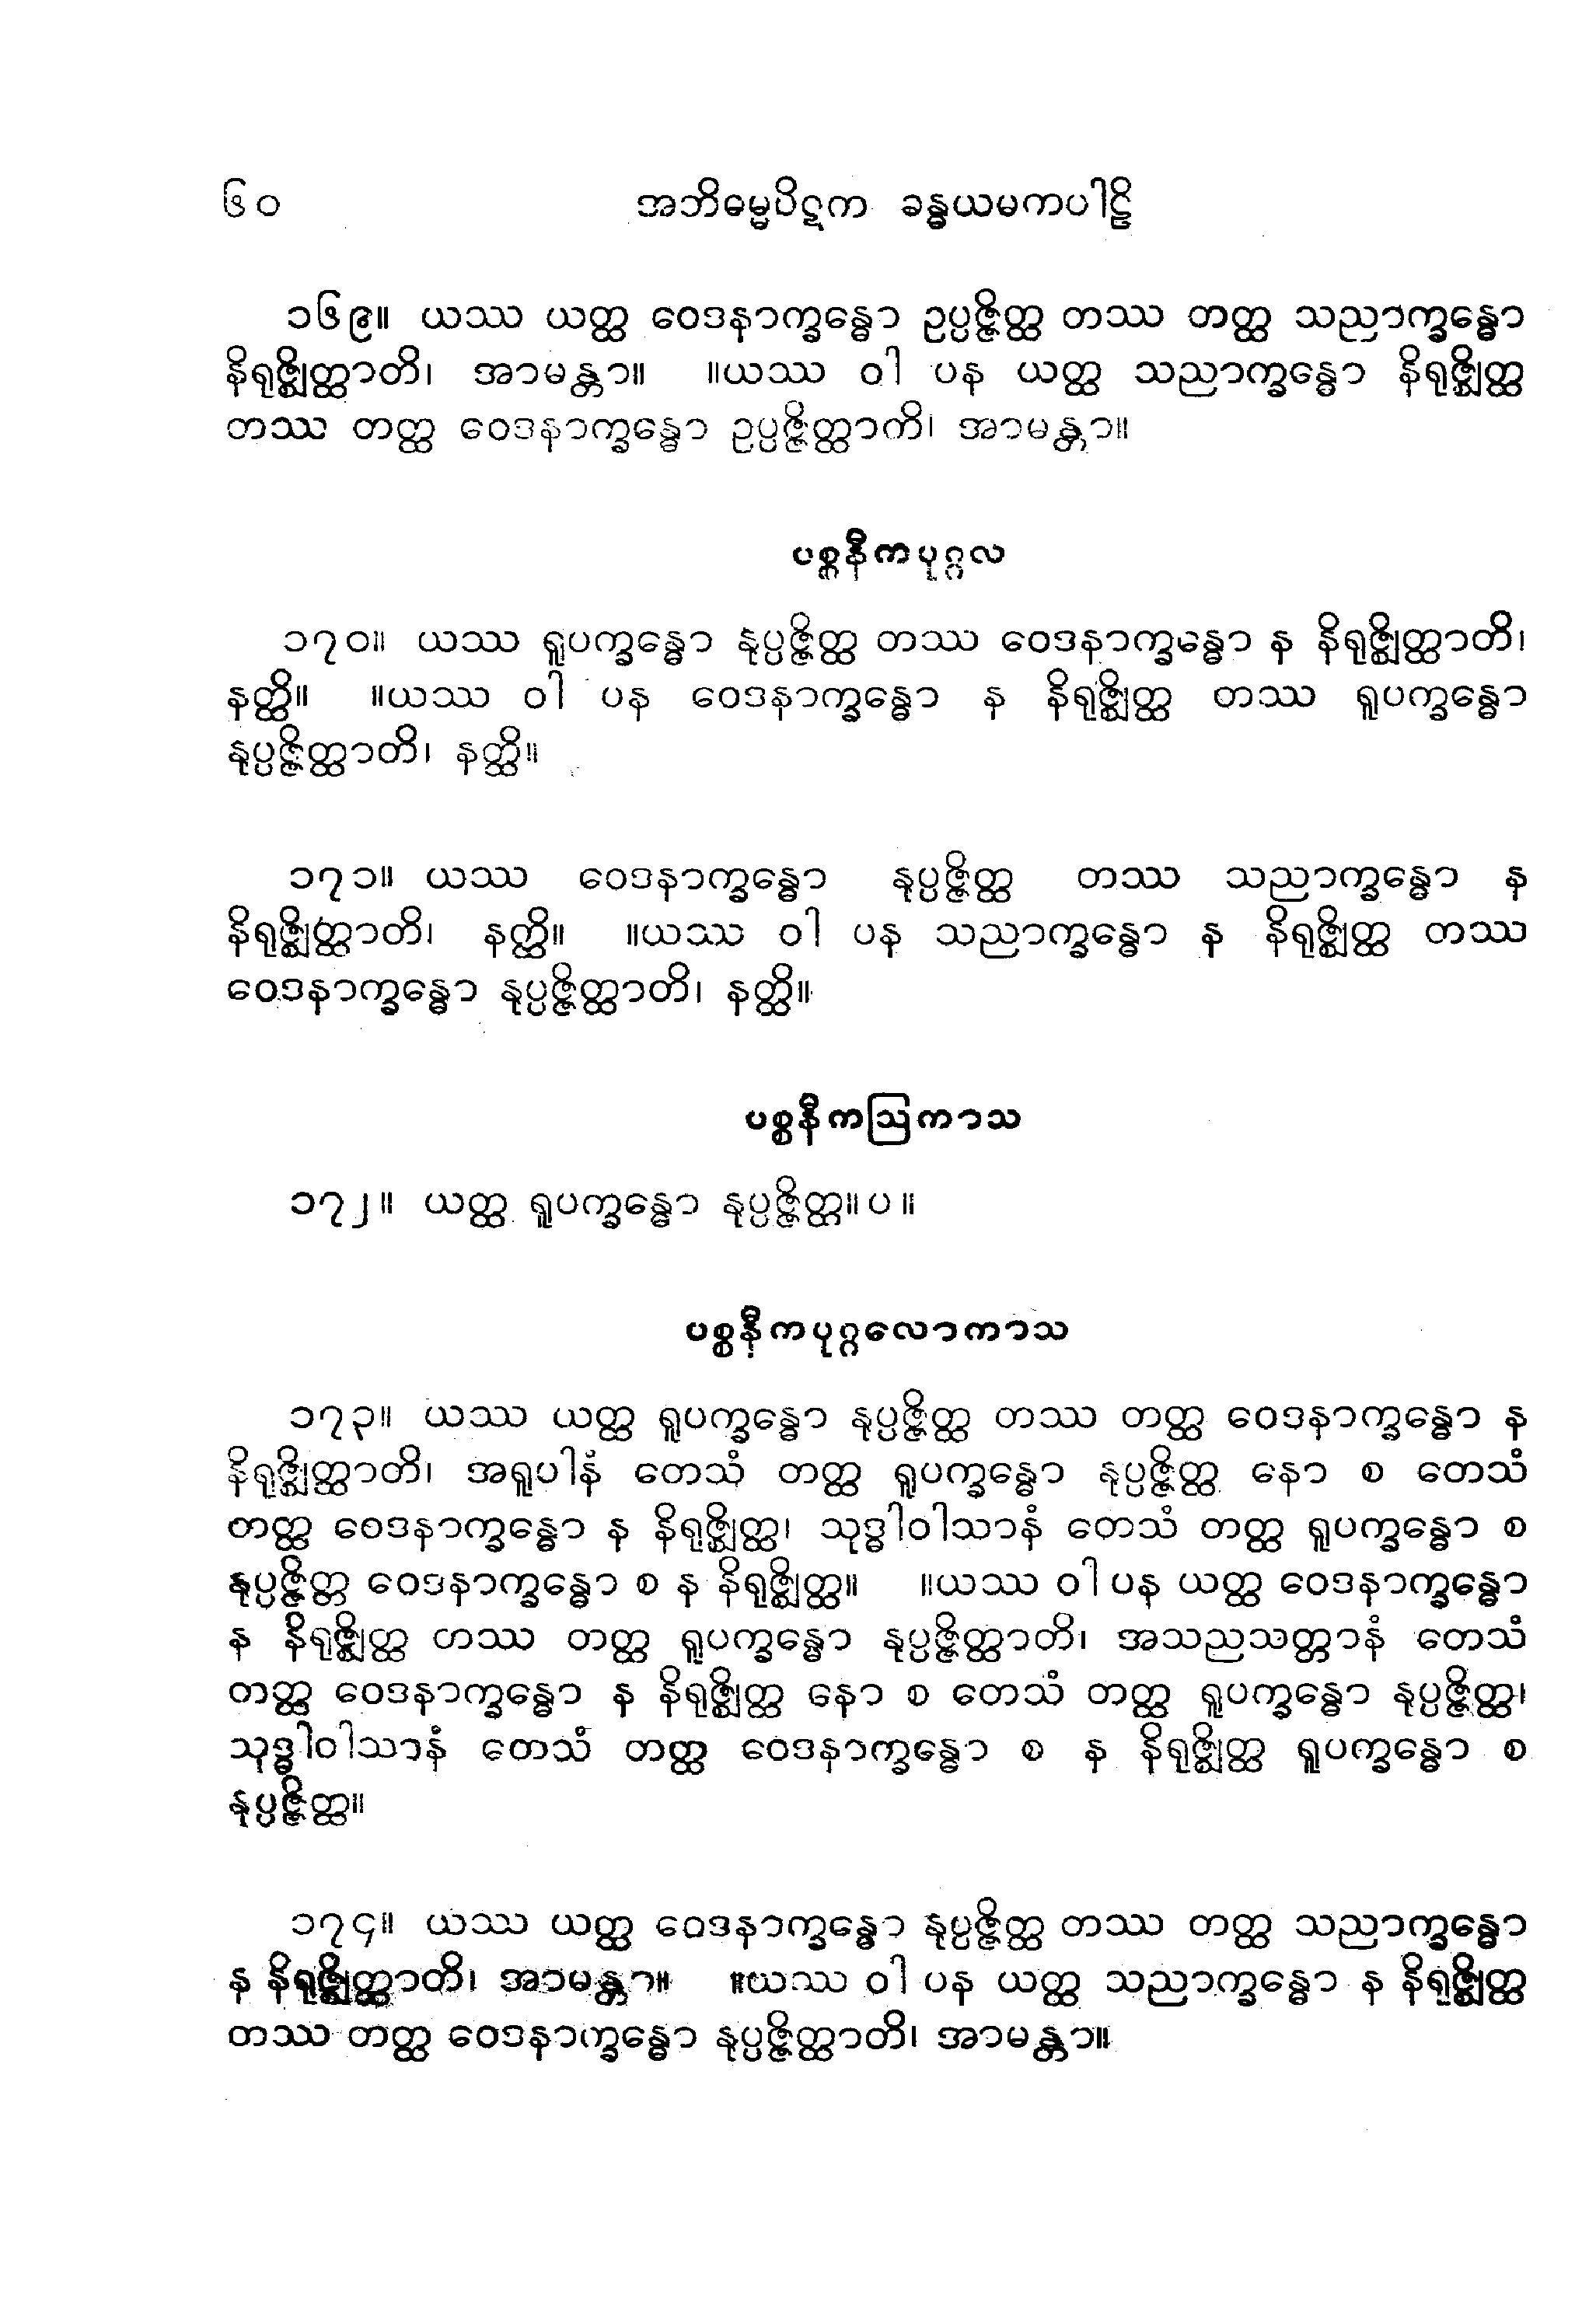 ၆၀ အဘိဓမ္မပိဋက ခန္ဓယမကပါဠိ
၁၆၉။ ယဿ ယတ္ထ ဝေဒနာက္ခန္ဓော ဥပ္ပဇ္ဇိတ္ထ တဿ တတ္ထ သညာက္ခန္ဓော
နိရုဇ္ဈိတ္ထာတိ၊ အာမန္တာ။ ။ယဿ ဝါ ပန ယတ္ထ သညာက္ခန္ဓော နိရုဇ္ဈိတ္ထ
တဿ တတ္ထ ဝေဒနာက္ခန္ဓော ဥပ္ပဇ္ဇိတ္ထာတိ၊ အာမန္တာ။
ပစ္စနီကပုဂ္ဂလ
၁၇၀။ ယဿ ရူပက္ခန္ဓော နုပ္ပဇ္ဇိတ္ထ တဿ ဝေဒနာက္ခန္ဓော န နိရုဇ္ဈိတ္ထာတိ၊
နတ္ထိ။ ။ယဿ ဝါ ပန ဝေဒနာက္ခန္ဓော န နိရုဇ္ဈိတ္ထ တဿ ရူပက္ခန္ဓော
နုပ္ပဇ္ဇိတ္ထာတိ၊ နတ္ထိ။
၁၇၁။ ယဿ ဝေဒနာက္ခန္ဓော နုပ္ပဇ္ဇိတ္ထ တဿ သညာက္ခန္ဓော န
နိရုဇ္ဈိတ္ထာတိ၊ နတ္ထိ။ ။ယဿ ဝါ ပန သညာက္ခန္ဓော န နိရုဇ္ဈိတ္ထ တဿ
ဝေဒနာက္ခန္ဓော နုပ္ပဇ္ဇိတ္ထာတိ၊ နတ္ထိ။
ပစ္စနီကဩကာသ
၁၇၂။ ယတ္ထ ရူပက္ခန္ဓော နုပ္ပဇ္ဇိတ္ထ။ပ။
ပစ္စနီကပုဂ္ဂလောကာသ
၁၇၃။ ယဿ ယတ္ထ ရူပက္ခန္ဓော နုပ္ပဇ္ဇိတ္ထ တဿ တတ္ထ ဝေဒနာက္ခန္ဓော န
နိရုဇ္ဈိတ္ထာတိ၊ အရူပါနံ တေသံ တတ္ထ ရူပက္ခန္ဓော နုပ္ပဇ္ဇိတ္ထ နော စ တေသံ
တတ္ထ ဝေဒနာက္ခန္ဓော န နိရုဇ္ဈိတ္ထ၊ သုဒ္ဓါဝါသာနံ တေသံ တတ္ထ ရူပက္ခန္ဓော စ
နုပ္ပဇ္ဇိတ္ထ ဝေဒနာက္ခန္ဓော စ န နိရုဇ္ဈိတ္ထ။ ။ယဿ ဝါ ပန ယတ္ထ ဝေဒနာက္ခန္ဓော
န နိရုဇ္ဈိတ္ထ တဿ တတ္ထ ရူပက္ခန္ဓော နုပ္ပဇ္ဇိတ္ထာတိ၊ အသညသတ္တာနံ တေသံ
တတ္ထ ဝေဒနာက္ခန္ဓော န နိရုဇ္ဈိတ္ထ နော စ တေသံ တတ္ထ ရူပက္ခန္ဓော နုပ္ပဇ္ဇိတ္ထ၊
သုဒ္ဓါဝါသာနံ တေသံ တတ္ထ ဝေဒနာက္ခန္ဓော စ န နိရုဇ္ဈိတ္ထ ရူပက္ခန္ဓော စ
နုပ္ပဇ္ဇိတ္ထ။
၁၇၄။ ယဿ ယတ္ထ ဝေဒနာက္ခန္ဓော နုပ္ပဇ္ဇိတ္ထ တဿ တတ္ထ သညာက္ခန္ဓော
န နိရုဇ္ဈိတ္ထာတိ၊ အာမန္တာ။ ။ယဿ ဝါ ပန ယတ္ထ သညာက္ခန္ဓော န နိရုဇ္ဈိတ္ထ
တဿ တတ္ထ ဝေဒနာက္ခန္ဓော နုပ္ပဇ္ဇိတ္ထာတိ၊ အာမန္တာ။